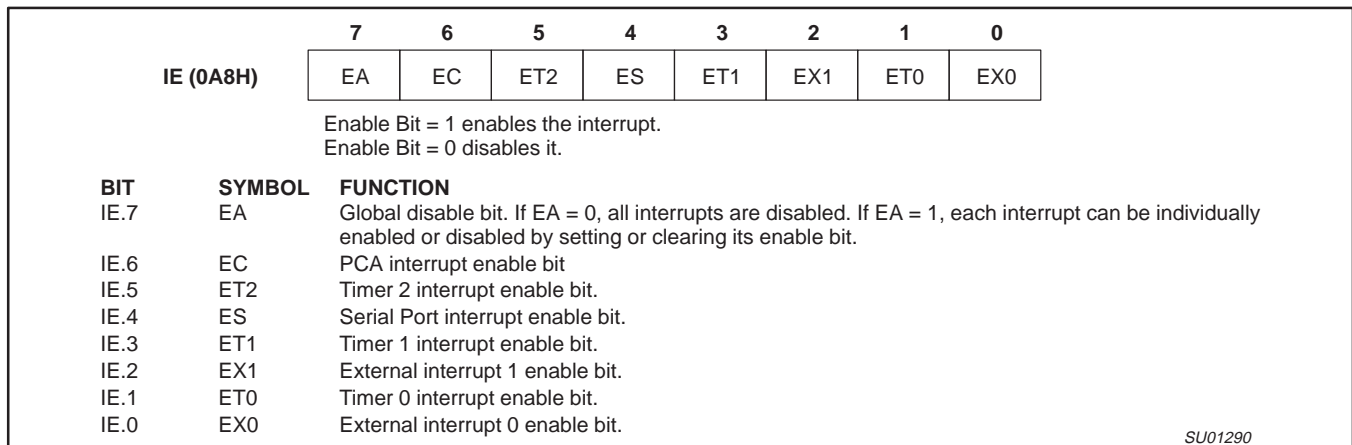 7 6 5 4 3 2 1 0
IE (0A8H) EA EC ET2 ES ET1 EX1 ET0 EX0
Enable Bit = 1 enables the interrupt.
Enable Bit = 0 disables it.
BIT SYMBOL FUNCTION
IE.7 EA Global disable bit. If EA = 0, all interrupts are disabled. If EA = 1, each interrupt can be individually
enabled or disabled by setting or clearing its enable bit.
IE.6 EC PCA interrupt enable bit
IE.5 ET2 Timer 2 interrupt enable bit.
IE.4 ES Serial Port interrupt enable bit.
IE.3 ET1 Timer 1 interrupt enable bit.
IE.2 EX1 External interrupt 1 enable bit.
IE.1 ET0 Timer 0 interrupt enable bit.
IE.0 EX0 External interrupt 0 enable bit.
SU01290